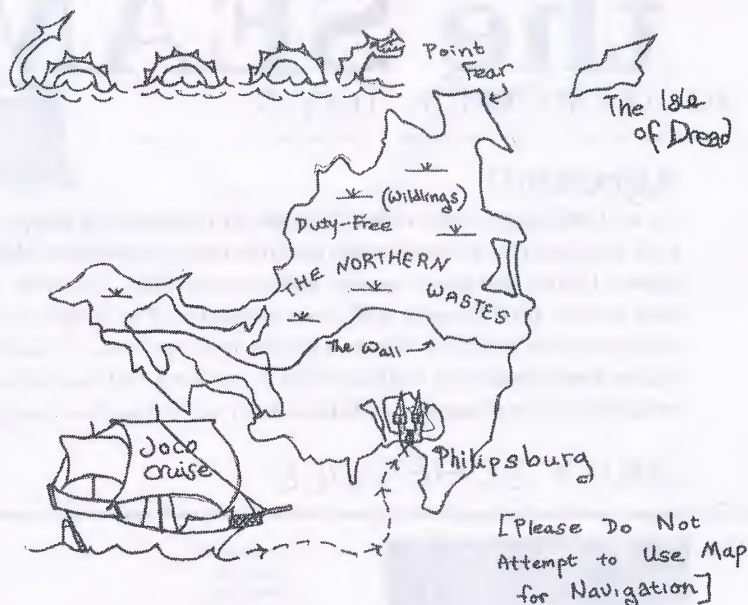 Point
Fear
The Isle
of Dread
(Wildlings)
Duty-Free
THE NORTHERN
WASTES
The Wall
JoCo
cruise
Philipsburg
[Please Do Not
Attempt to Use Map
for Navigation]